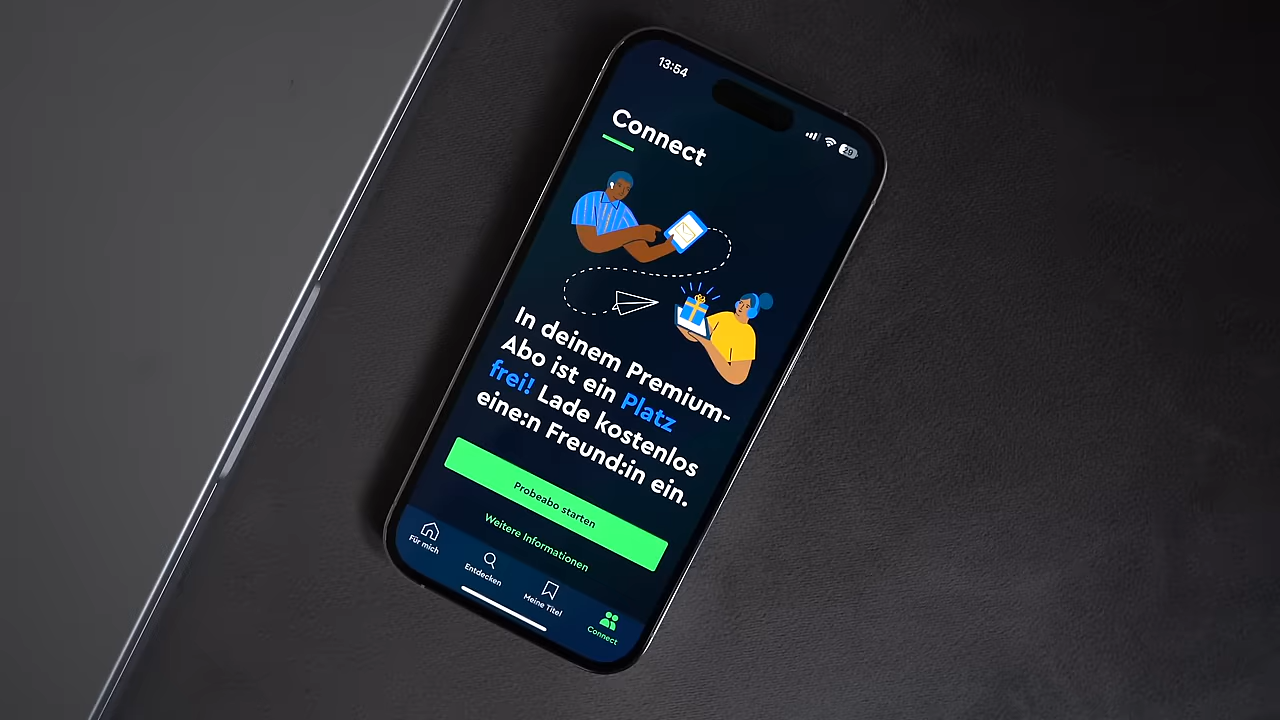 13:54
29
Connect
In deinem Premium-
Abo ist ein Platz
frei! Lade kostenlos
eine:n Freund:in ein.
Probeabo starten
Weitere Informationen
Für mich
Entdecken
Meine Titel
Connect